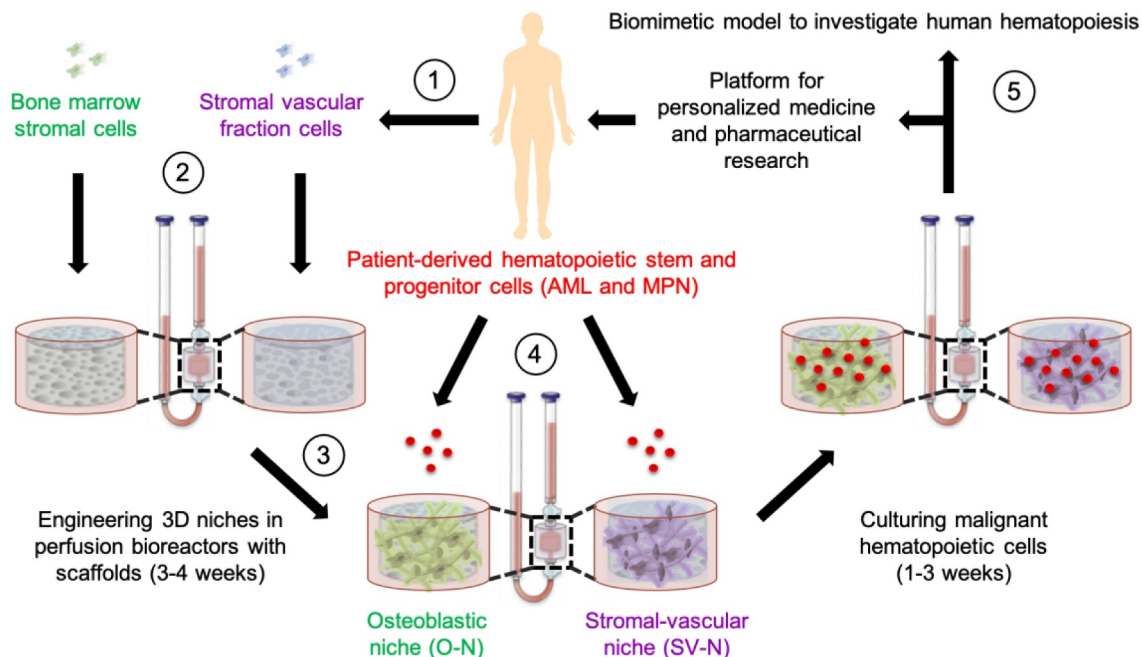 Biomimetic model to investigate human hematopoiesis
1
5
Bone marrow
stromal cells
Stromal vascular
fraction cells
Platform for
personalized medicine
and pharmaceutical
research
2
Patient-derived hematopoietic stem and
progenitor cells (AML and MPN)
4
3
Engineering 3D niches in
perfusion bioreactors with
scaffolds (3-4 weeks)
Culturing malignant
hematopoietic cells
(1-3 weeks)
Osteoblastic
niche (O-N)
Stromal-vascular
niche (SV-N)